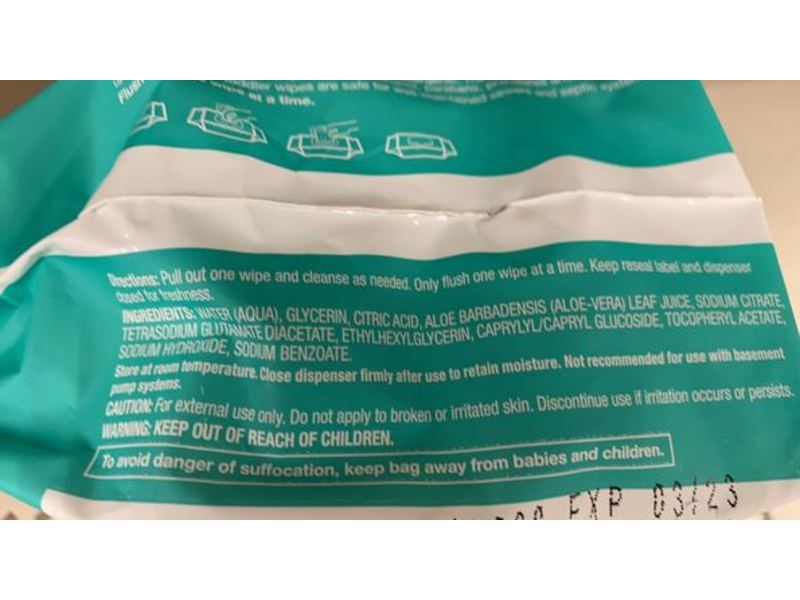 Flush
wipes are safe for
and septic
at a time.
Directions: Pull out one wipe and cleanse as needed. Only flush one wipe at a time. Keep reseal label and dispenser
closed for freshness.
INGREDIENTS: WATER (AQUA), GLYCERIN, CITRIC ACID, ALOE BARBADENSIS (ALOE-VERA) LEAF JUICE, SODIUM CITRATE,
TETRASODIUM GLUTAMATE DIACETATE, ETHYLHEXYLGLYCERIN, CAPRYLYL/CAPRYL GLUCOSIDE, TOCOPHERYL ACETATE,
SODIUM HYDROXIDE, SODIUM BENZOATE.
Store at room temperature. Close dispenser firmly after use to retain moisture. Not recommended for use with basement
pump systems.
CAUTION: For external use only. Do not apply to broken or irritated skin. Discontinue use if irritation occurs or persists.
WARNING: KEEP OUT OF REACH OF CHILDREN.
To avoid danger of suffocation, keep bag away from babies and children.
EXP 03/23